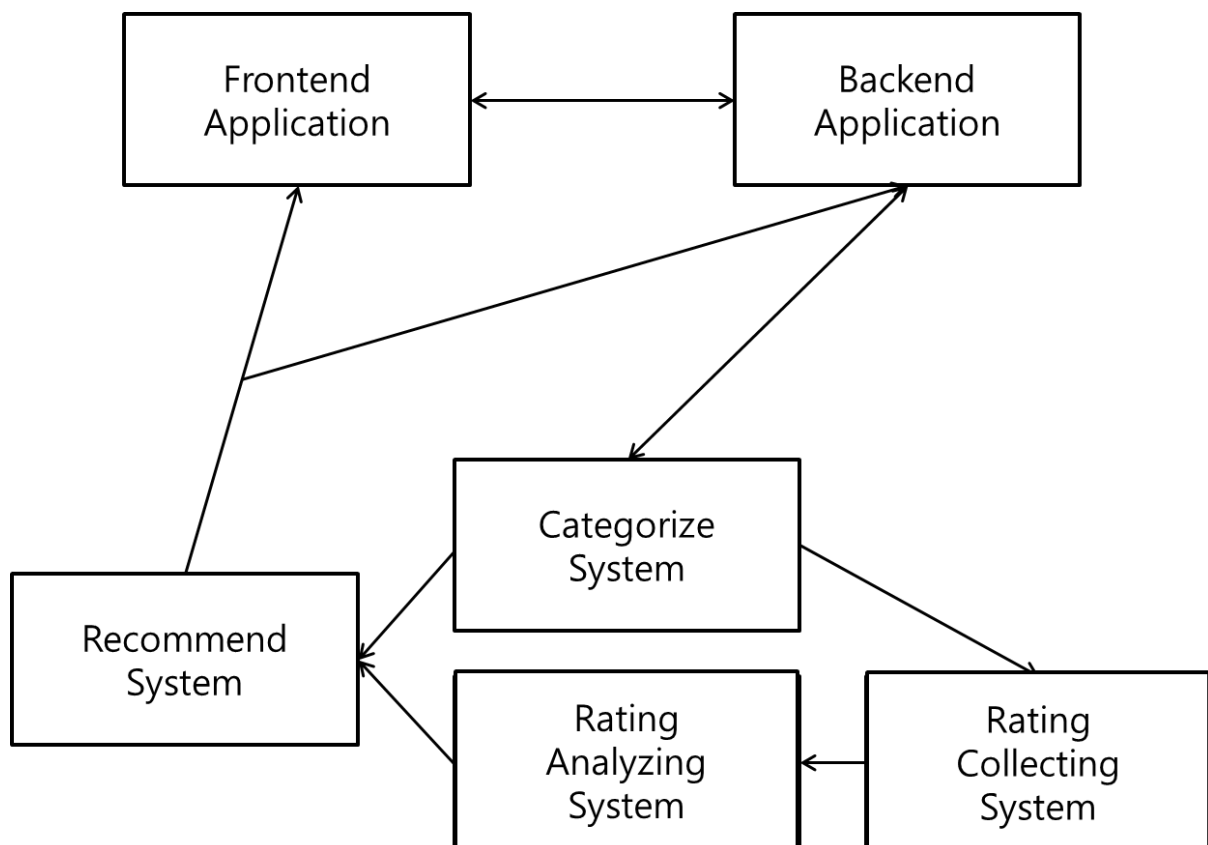 Frontend
Application
Backend
Application
Categorize
System
Recommend
System
Rating
Analyzing
System
Rating
Collecting
System